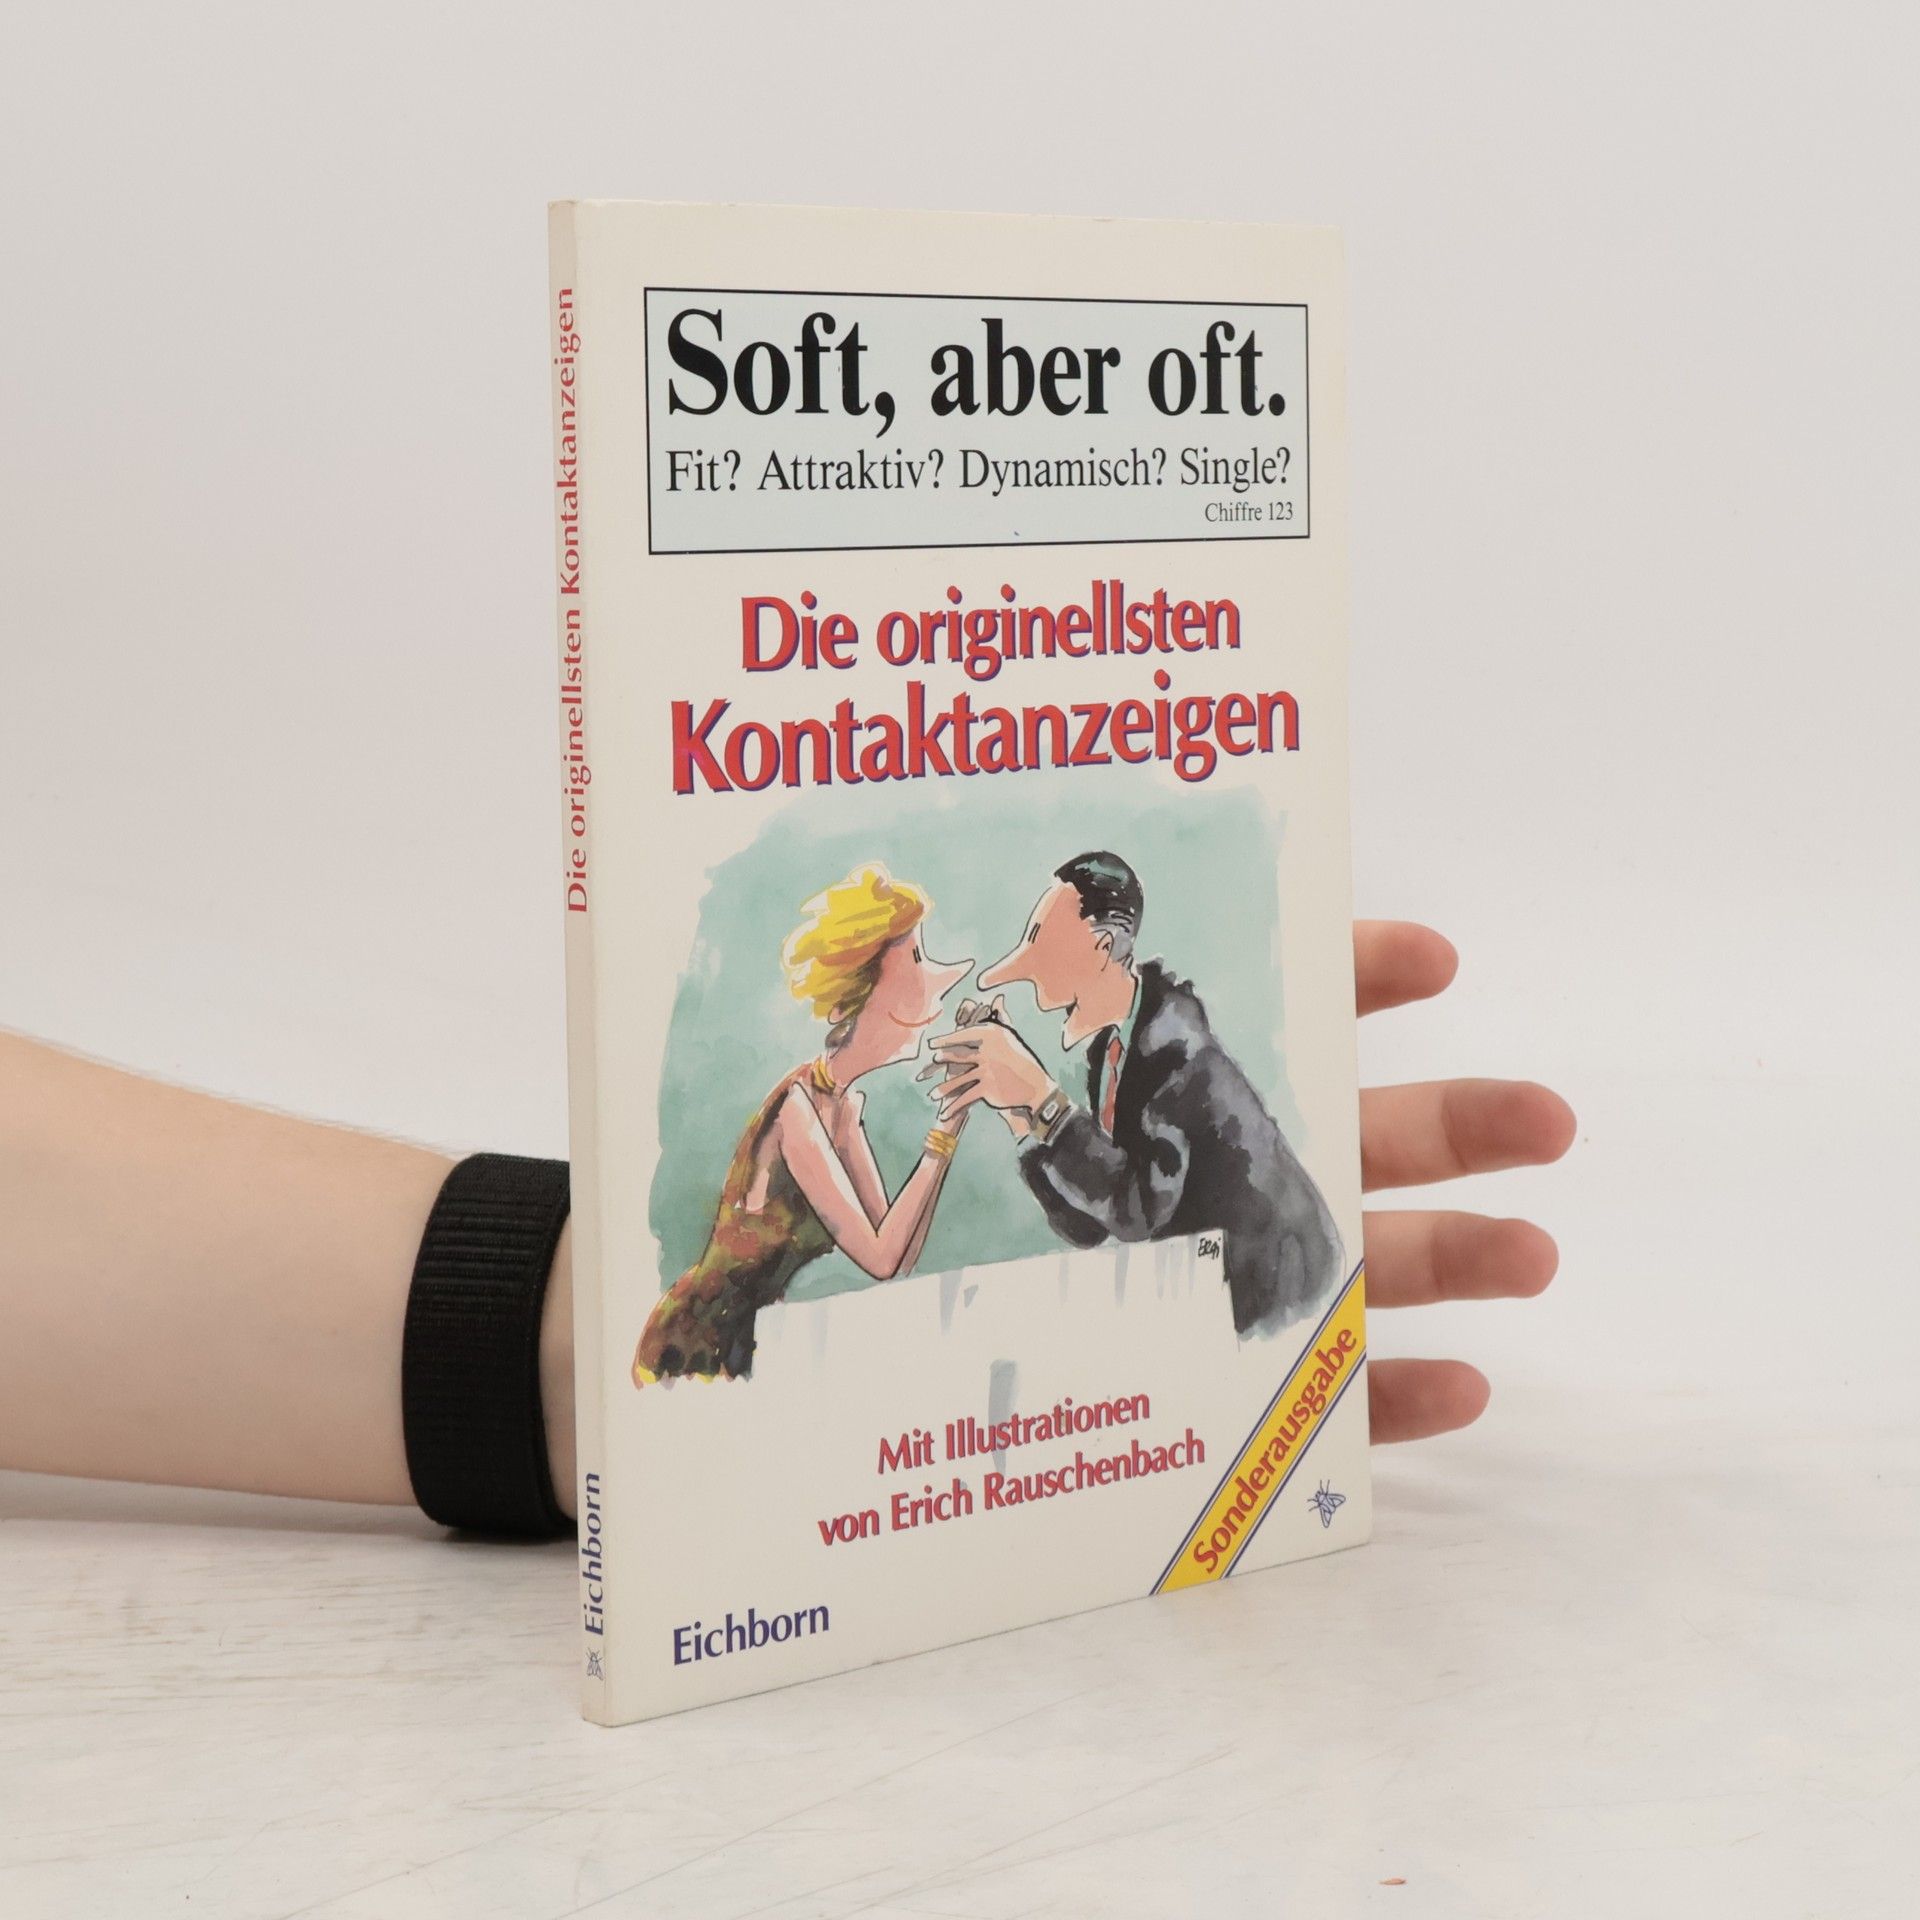 Soft, aber oft.
Fit? Attraktiv? Dynamisch? Single?
Chiffre 123
Die originellsten
Kontaktanzeigen
Mit Illustrationen
von Erich Rauschenbach
Sonderausgabe
Eichborn
Die originellsten Kontaktanzeigen
Eichborn